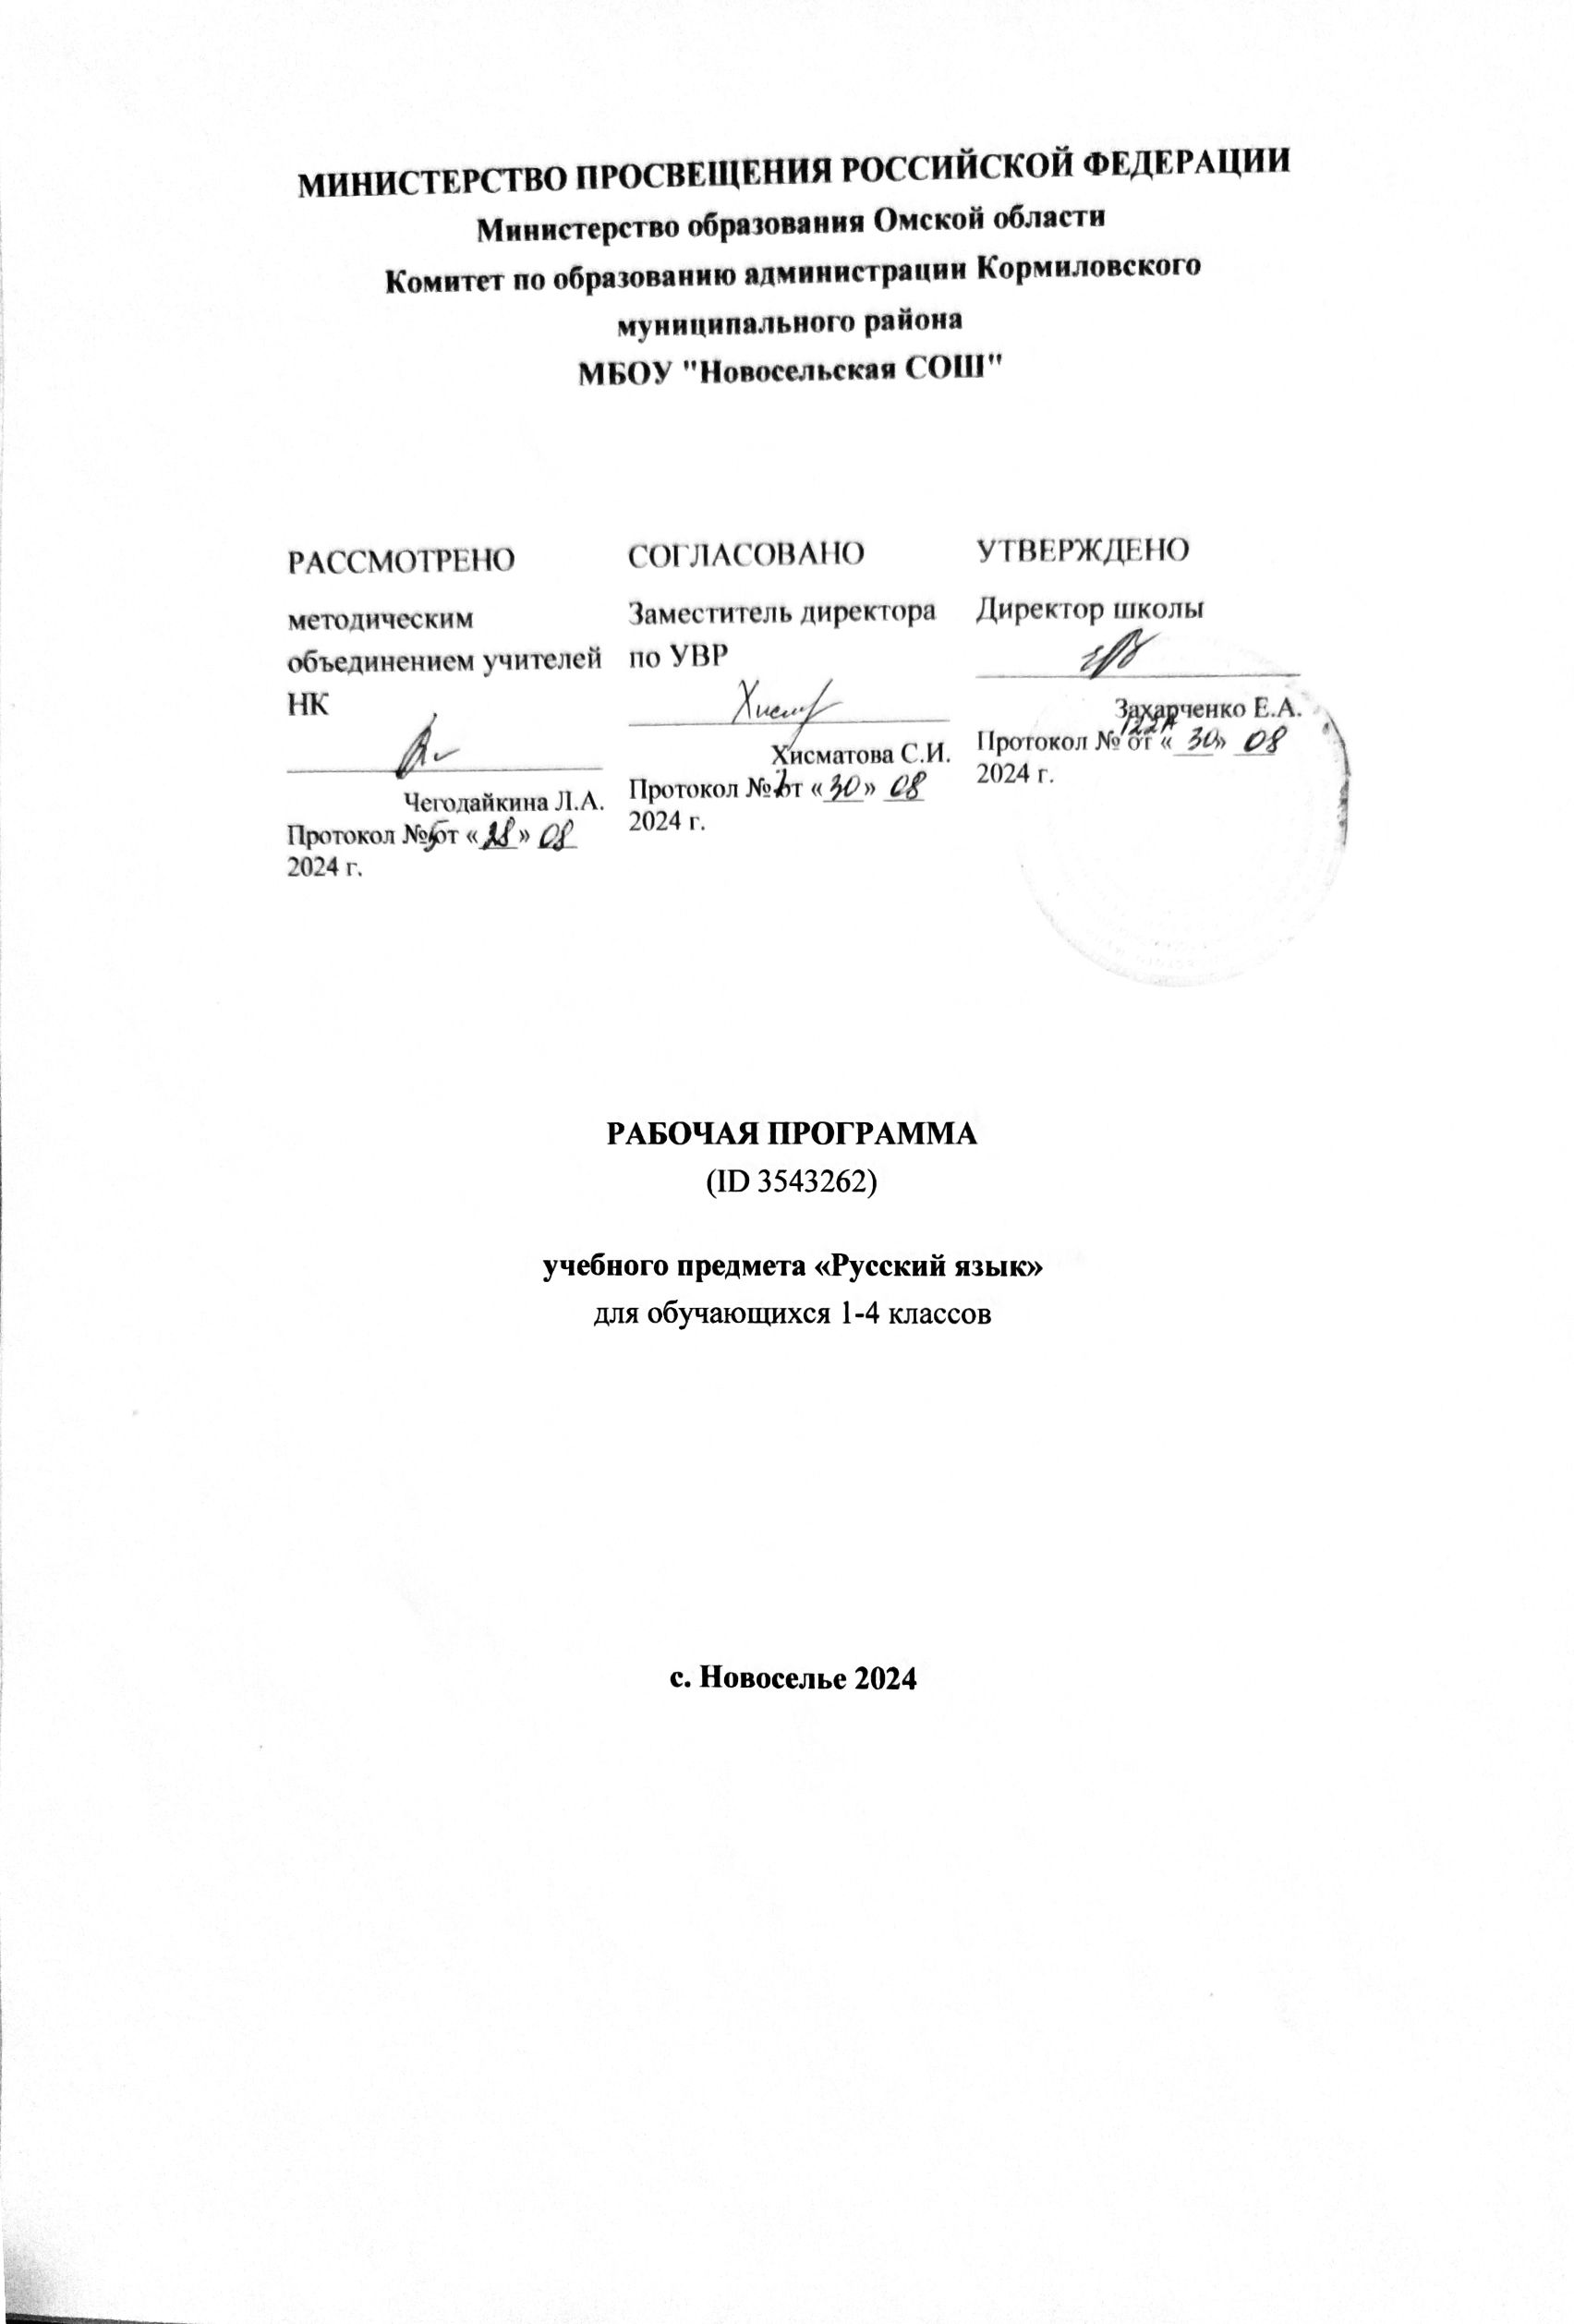 МИНИСТЕРСТВО ПРОСВЕЩЕНИЯ РОССИЙСКОЙ ФЕДЕРАЦИИ
Министерство образования Омской области
Комитет по образованию администрации Кормиловского
муниципального района
МБОУ "Новосельская СОШ"
РАССМОТРЕНО
методическим
объединением учителей
НК
Чегодайкина Л.А.
Протокол №5 от «28» 08
2024 г.
СОГЛАСОВАНО
Заместитель директора
по УВР
Хисматова С.И.
Протокол № от «30» 08
2024 г.
УТВЕРЖДЕНО
Директор школы
Захарченко Е.А.
Протокол № от «30» 08
2024 г.
РАБОЧАЯ ПРОГРАММА
(ID 3543262)
учебного предмета «Русский язык»
для обучающихся 1-4 классов
с. Новоселье 2024